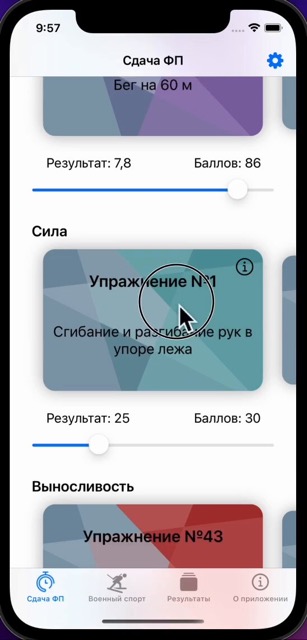 9:57
Сдача ФП
Бег на 60 м
Результат: 7,8 Баллов: 86
Сила
Упражнение №1
Сгибание и разгибание рук в
упоре лежа
Результат: 25 Баллов: 30
Выносливость
Упражнение №43
Сдача ФП Военный спорт Результаты О приложении